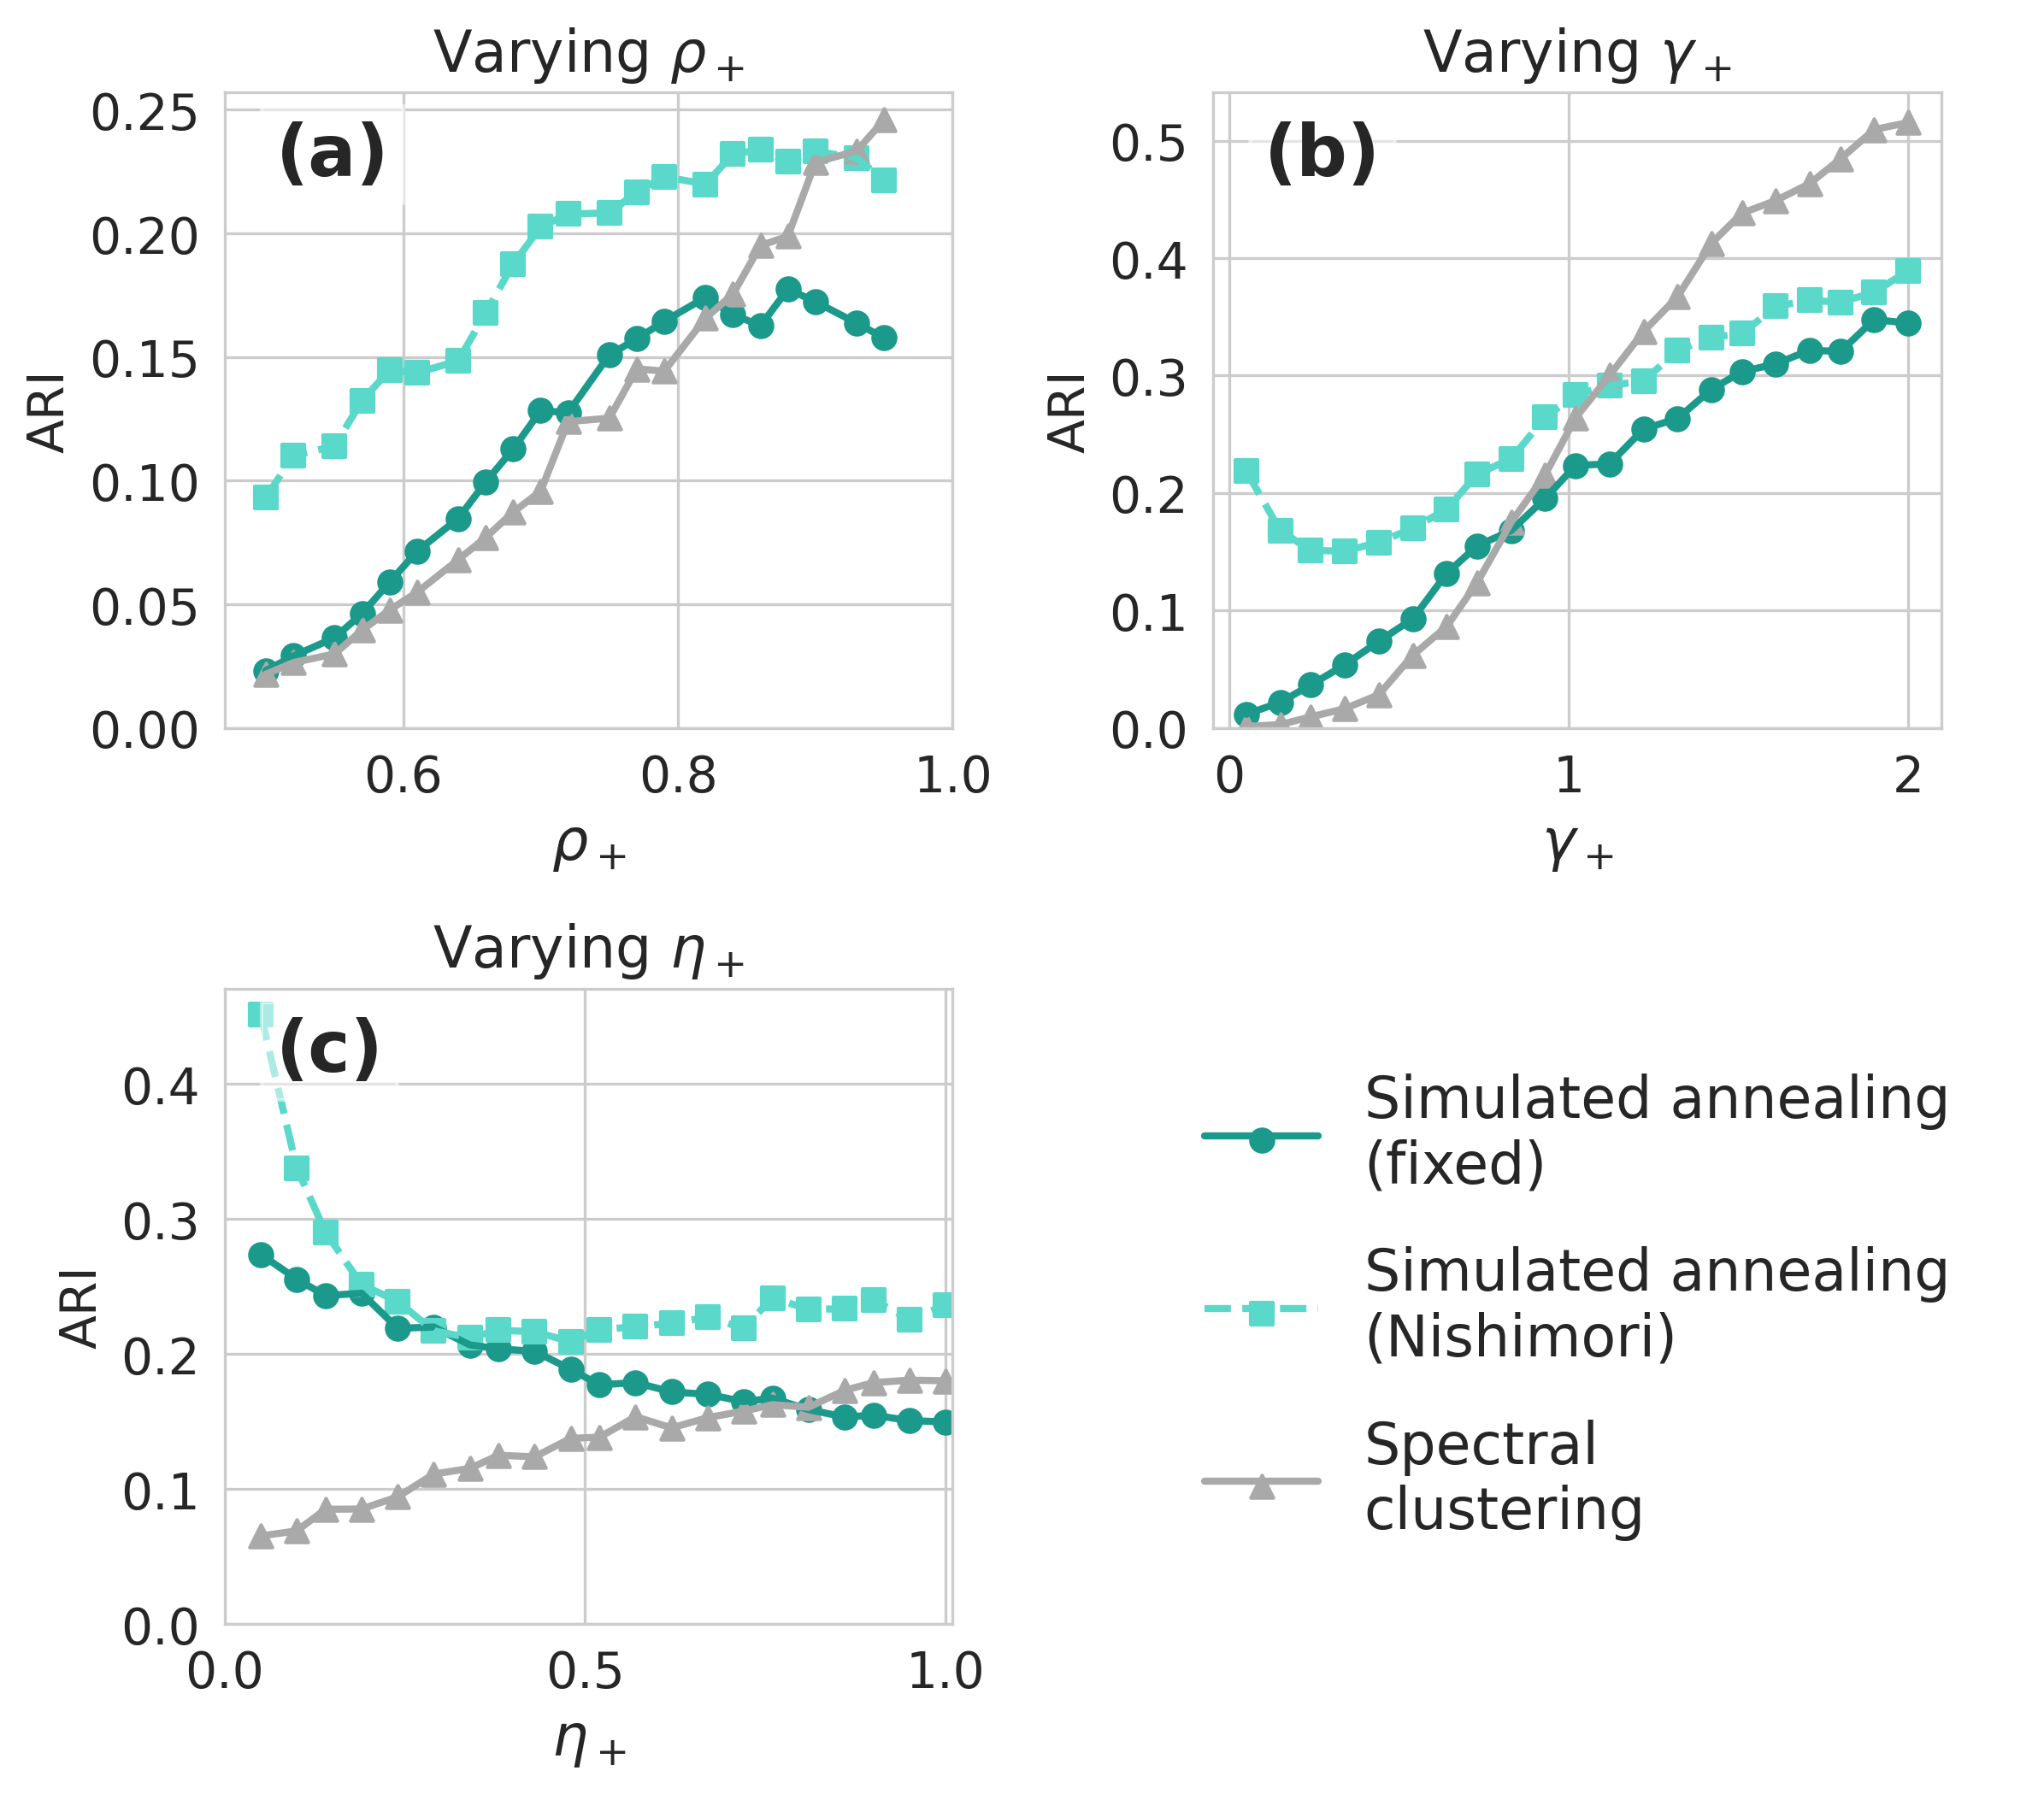 Varying ρ+
0.25
0.20
0.15
0.10
0.05
0.00
ARI
(a)
0.6 0.8 1.0
ρ+
Varying γ+
0.5
0.4
0.3
0.2
0.1
0.0
ARI
(b)
0 1 2
γ+
Varying η+
0.4
0.3
0.2
0.1
0.0
ARI
(c)
0.0 0.5 1.0
η+
Simulated annealing
(fixed)
Simulated annealing
(Nishimori)
Spectral
clustering